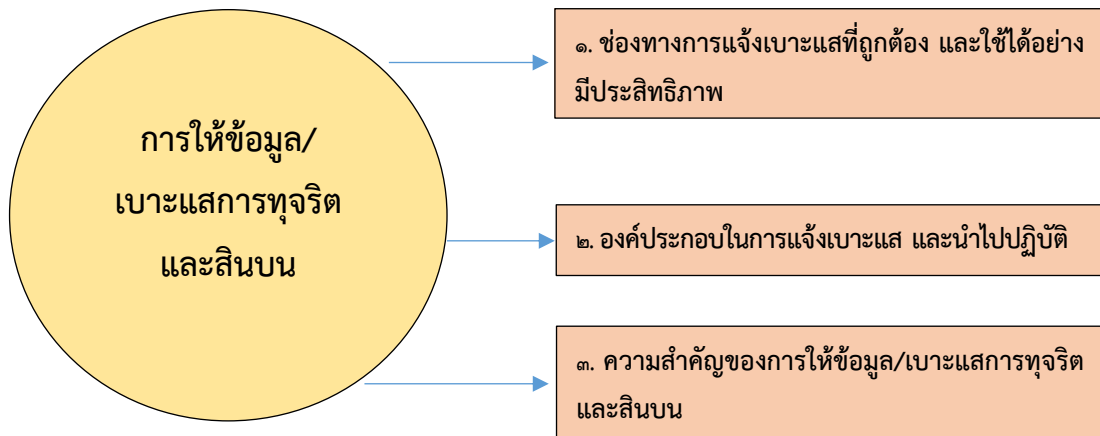 การให้ข้อมูล/
เบาะแสการทุจริต
และสินบน
๑. ช่องทางการแจ้งเบาะแสที่ถูกต้อง และใช้ได้อย่าง
มีประสิทธิภาพ
๒. องค์ประกอบในการแจ้งเบาะแส และนำไปปฏิบัติ
๓. ความสำคัญของการให้ข้อมูล/เบาะแสการทุจริต
และสินบน